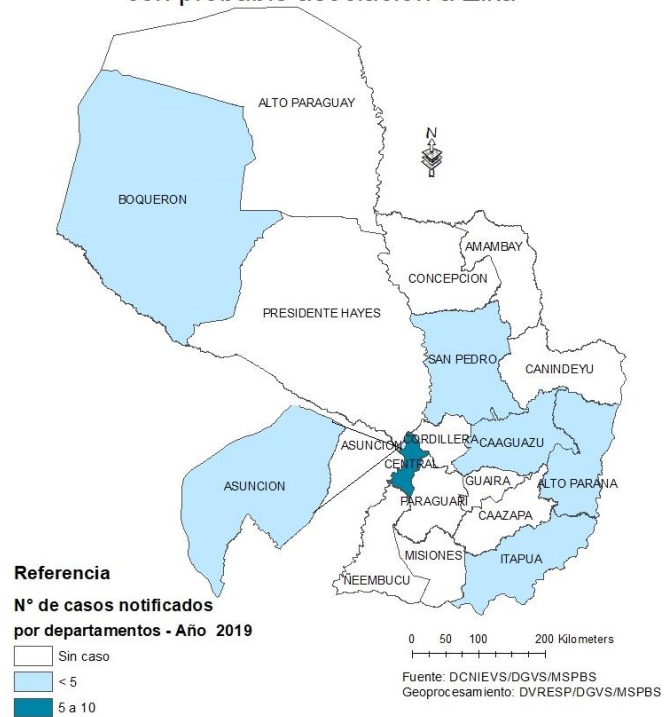 con probable asociación a Zika
ALTO PARAGUAY
N
BOQUERON
AMAMBAY
CONCEPCION
PRESIDENTE HAYES
SAN PEDRO
CANINDEYU
ASUNCION
CORDILLERA
CAAGUAZU
CENTRAL
ASUNCION
GUAIRA
ALTO PARANA
PARAGUARI
CAAZAPA
MISIONES
ITAPUA
ÑEEMBUCU
Referencia
N° de casos notificados
por departamentos - Año 2019
Sin caso
< 5
5 a 10
0 50 100 200 Kilometers
Fuente: DCNIEVS/DGVS/MSPBS
Geoprocesamiento: DVRESP/DGVS/MSPBS